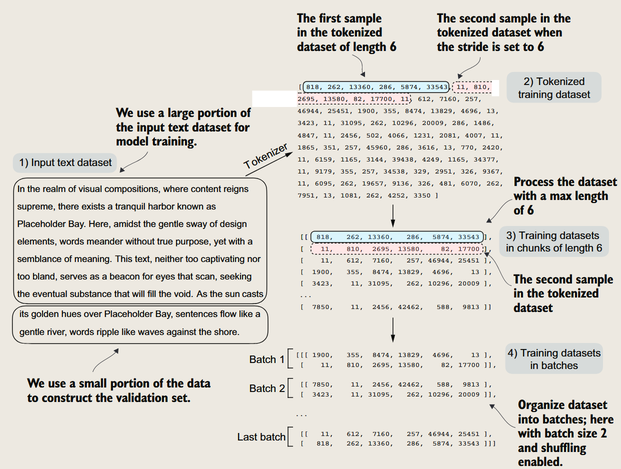 The first sample
in the tokenized
dataset of length 6
The second sample in the
tokenized dataset when
the stride is set to 6
[ 818, 262, 13360, 286, 5874, 33543, 11, 810,
2695, 13580, 82, 17700, 11, 612, 7160, 257,
46944, 25451, 1900, 355, 8474, 13829, 4696, 13,
3423, 11, 31095, 262, 10296, 20009, 286, 1486,
4847, 11, 2456, 502, 4066, 1231, 2081, 4007, 11,
1865, 351, 257, 45960, 286, 3616, 13, 770, 2420,
11, 6159, 1165, 3144, 39438, 4249, 1165, 34377,
11, 9179, 355, 257, 34538, 329, 2951, 326, 9367,
11, 6095, 262, 19657, 9136, 326, 481, 6070, 262,
7951, 13, 1081, 262, 4252, 3350 ]
2) Tokenized
training dataset
We use a large portion of
the input text dataset for
model training.
Tokenizer
1) Input text dataset
In the realm of visual compositions, where content reigns
supreme, there exists a tranquil harbor known as
Placeholder Bay. Here, amidst the gentle sway of design
elements, words meander without true purpose, yet with a
semblance of meaning. This text, neither too captivating nor
too bland, serves as a beacon for eyes that scan, seeking
the eventual substance that will fill the void. As the sun casts
its golden hues over Placeholder Bay, sentences flow like a
gentle river, words ripple like waves against the shore.
We use a small portion of the data
to construct the validation set.
Process the dataset
with a max length
of 6
[[ 818, 262, 13360, 286, 5874, 33543 ],
[ 11, 810, 2695, 13580, 82, 17700 ],
[ 11, 612, 7160, 257, 46944, 25451 ],
[ 1900, 355, 8474, 13829, 4696, 13 ],
[ 3423, 11, 31095, 262, 10296, 20009 ],
...
[ 7850, 11, 2456, 42462, 588, 9813 ]]
3) Training datasets
in chunks of length 6
The second sample
in the tokenized
dataset
Batch 1
[[[ 1900, 355, 8474, 13829, 4696, 13 ],
[ 11, 810, 2695, 13580, 82, 17700 ]],
Batch 2
[[ 7850, 11, 2456, 42462, 588, 9813 ],
[ 3423, 11, 31095, 262, 10296, 20009 ]],
...
Last batch
[[ 11, 612, 7160, 257, 46944, 25451 ],
[ 818, 262, 13360, 286, 5874, 33543 ]]]
4) Training datasets
in batches
Organize dataset
into batches; here
with batch size 2
and shuffling
enabled.